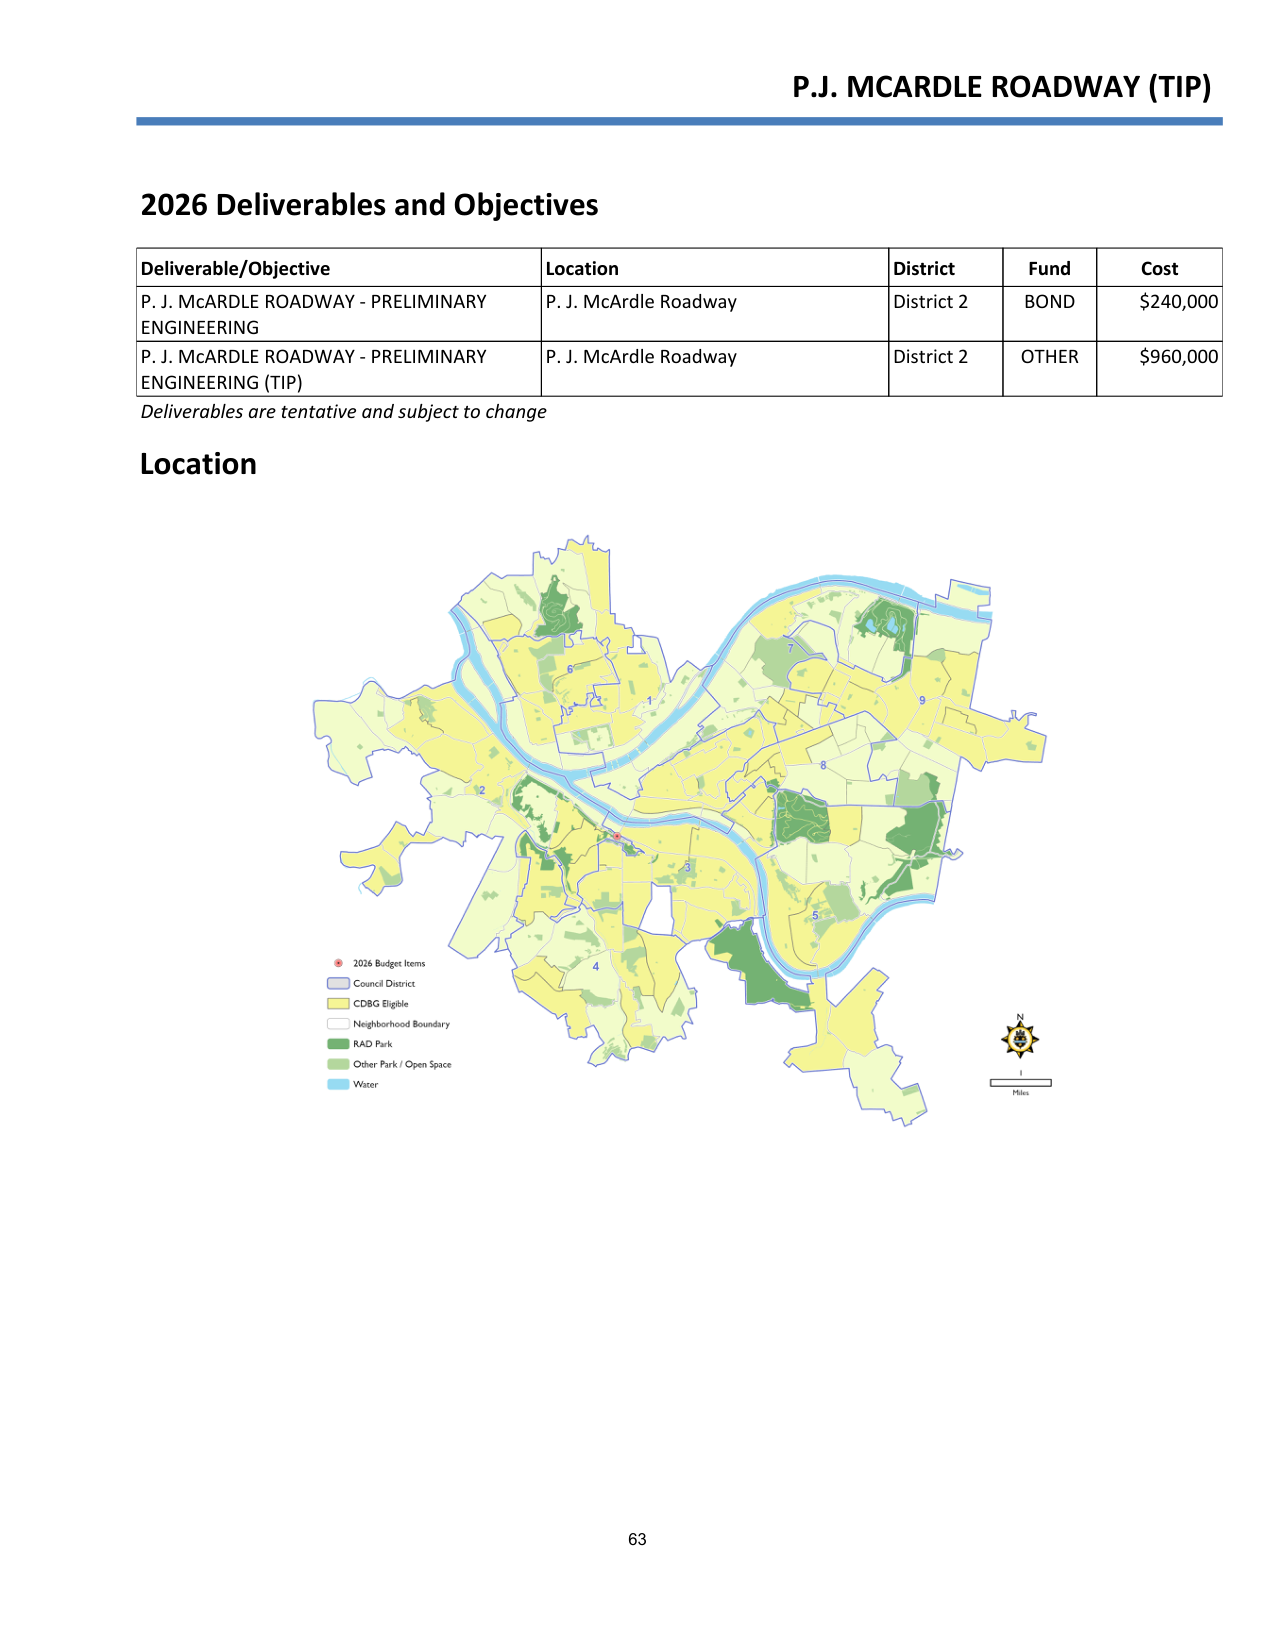 P.J. MCARDLE ROADWAY (TIP)
2026 Deliverables and Objectives
Deliverable/Objective Location District Fund Cost
P. J. McARDLE ROADWAY - PRELIMINARY P. J. McArdle Roadway District 2 BOND $240,000
ENGINEERING
P. J. McARDLE ROADWAY - PRELIMINARY P. J. McArdle Roadway District 2 OTHER $960,000
ENGINEERING (TIP)
Deliverables are tentative and subject to change
Location
7
6
1
9
8
2
3
5
4
2026 Budget Items
Council District
CDBG Eligible
Neighborhood Boundary
RAD Park
Other Park / Open Space
Water
N
1
Miles
63